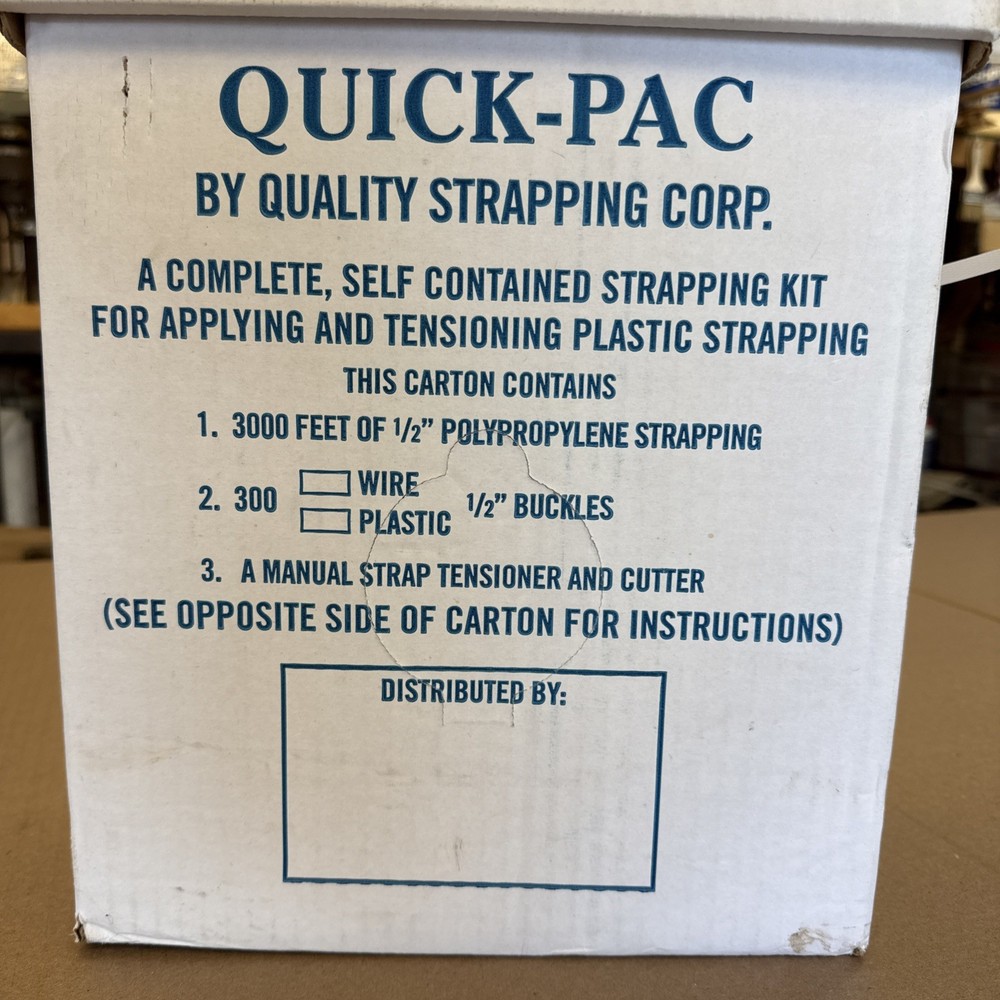 QUICK-PAC
BY QUALITY STRAPPING CORP.
A COMPLETE, SELF CONTAINED STRAPPING KIT
FOR APPLYING AND TENSIONING PLASTIC STRAPPING
THIS CARTON CONTAINS
1. 3000 FEET OF 1/2" POLYPROPYLENE STRAPPING
2. 300 WIRE
PLASTIC 1/2" BUCKLES
3. A MANUAL STRAP TENSIONER AND CUTTER
(SEE OPPOSITE SIDE OF CARTON FOR INSTRUCTIONS)
DISTRIBUTED BY: